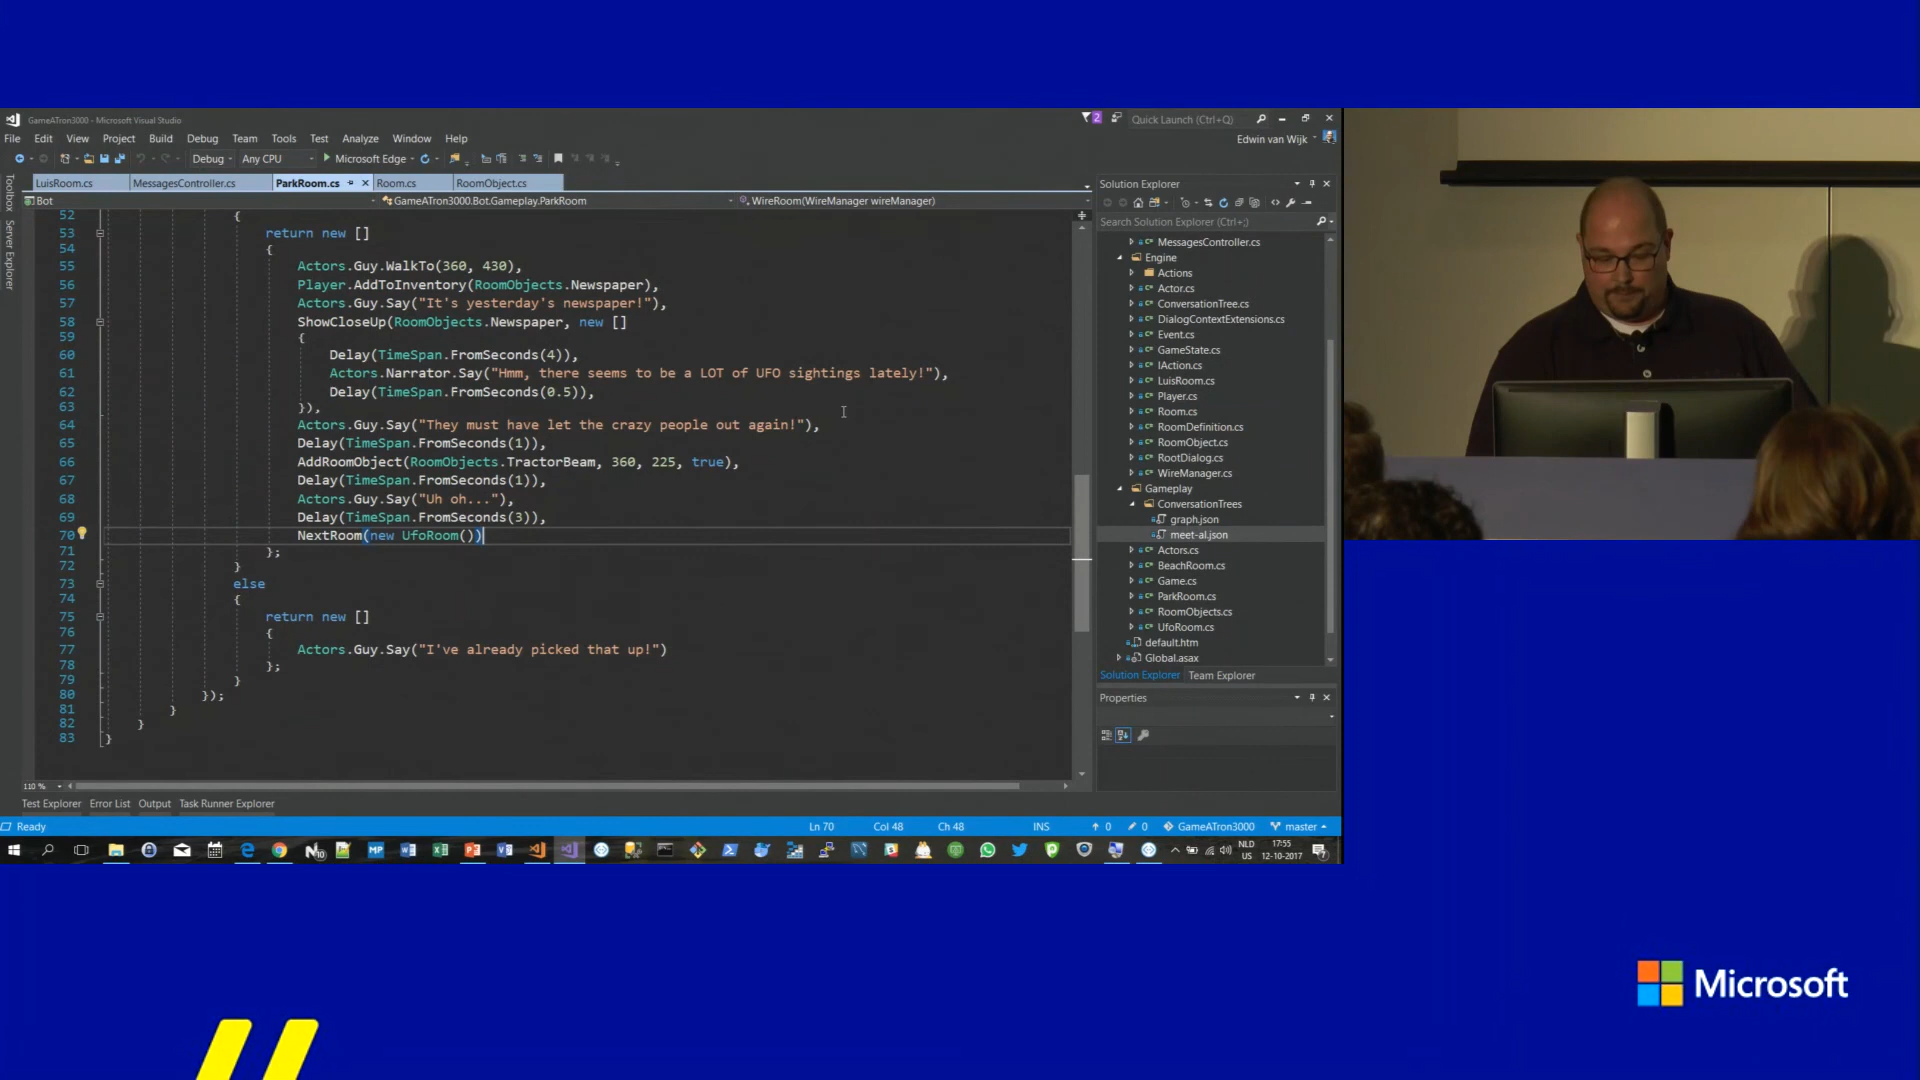 GameATron3000 - Microsoft Visual Studio
2
Quick Launch (Ctrl+Q)
File Edit View Project Build Debug Team Tools Test Analyze Window Help
Edwin van Wijk
Debug Any CPU Microsoft Edge
LuisRoom.cs MessagesController.cs ParkRoom.cs Room.cs RoomObject.cs
Bot GameATron3000.Bot.Gameplay.ParkRoom WireRoom(WireManager wireManager)
Toolbox
Server Explorer
52 {
53 return new []
54 {
55 Actors.Guy.WalkTo(360, 430),
56 Player.AddToInventory(RoomObjects.Newspaper),
57 Actors.Guy.Say("It's yesterday's newspaper!"),
58 ShowCloseUp(RoomObjects.Newspaper, new []
59 {
60 Delay(TimeSpan.FromSeconds(4)),
61 Actors.Narrator.Say("Hmm, there seems to be a LOT of UFO sightings lately!"),
62 Delay(TimeSpan.FromSeconds(0.5)),
63 }),
64 Actors.Guy.Say("They must have let the crazy people out again!"),
65 Delay(TimeSpan.FromSeconds(1)),
66 AddRoomObject(RoomObjects.TractorBeam, 360, 225, true),
67 Delay(TimeSpan.FromSeconds(1)),
68 Actors.Guy.Say("Uh oh..."),
69 Delay(TimeSpan.FromSeconds(3)),
70 NextRoom(new UfoRoom())
71 };
72 }
73 else
74 {
75 return new []
76 {
77 Actors.Guy.Say("I've already picked that up!")
78 };
79 }
80 });
81 }
82 }
83 }
110 %
Solution Explorer
Search Solution Explorer (Ctrl+;)
MessagesController.cs
Engine
Actions
Actor.cs
ConversationTree.cs
DialogContextExtensions.cs
Event.cs
GameState.cs
IAction.cs
LuisRoom.cs
Player.cs
Room.cs
RoomDefinition.cs
RoomObject.cs
RootDialog.cs
WireManager.cs
Gameplay
ConversationTrees
graph.json
meet-al.json
Actors.cs
BeachRoom.cs
Game.cs
ParkRoom.cs
RoomObjects.cs
UfoRoom.cs
default.htm
Global.asax
Solution Explorer Team Explorer
Properties
Test Explorer Error List Output Task Runner Explorer
Ready Ln 70 Col 48 Ch 48 INS 0 0 GameATron3000 master
NLD
US
17:55
12-10-2017
Microsoft